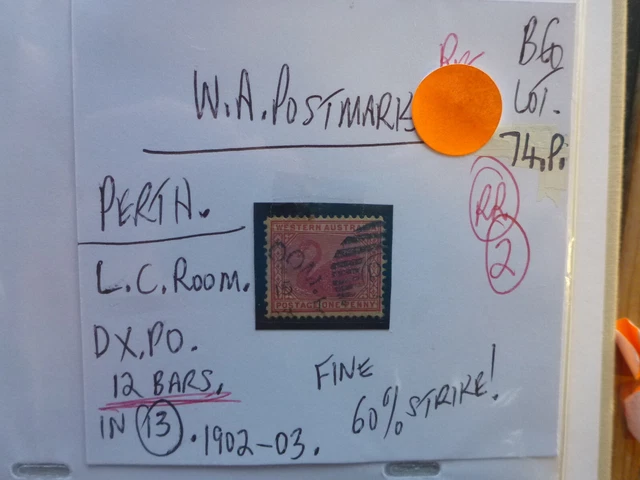 BEO
LOT.
74.P.
W.A.POSTMARKS
RR
2
PERTH.
L.C.ROOM.
DX.PO.
12 BARS.
IN 13 . 1902-03.
FINE
60% STRIKE!
WESTERN AUSTRALIA
POSTAGE ONE PENNY